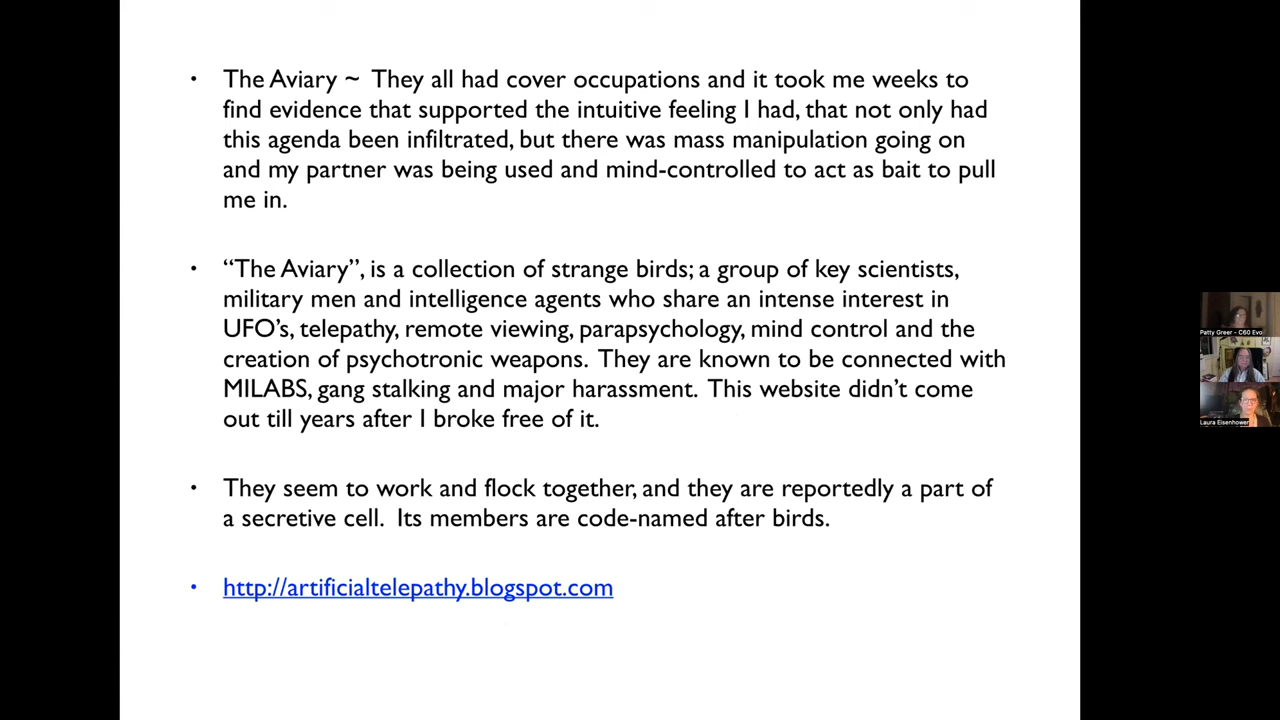 • The Aviary ~ They all had cover occupations and it took me weeks to
find evidence that supported the intuitive feeling I had, that not only had
this agenda been infiltrated, but there was mass manipulation going on
and my partner was being used and mind-controlled to act as bait to pull
me in.
• “The Aviary”, is a collection of strange birds; a group of key scientists,
military men and intelligence agents who share an intense interest in
UFO’s, telepathy, remote viewing, parapsychology, mind control and the
creation of psychotronic weapons. They are known to be connected with
MILABS, gang stalking and major harassment. This website didn’t come
out till years after I broke free of it.
• They seem to work and flock together, and they are reportedly a part of
a secretive cell. Its members are code-named after birds.
• http://artificialtelepathy.blogspot.com
Patty Greer - C60 Evo
Laura Eisenhower